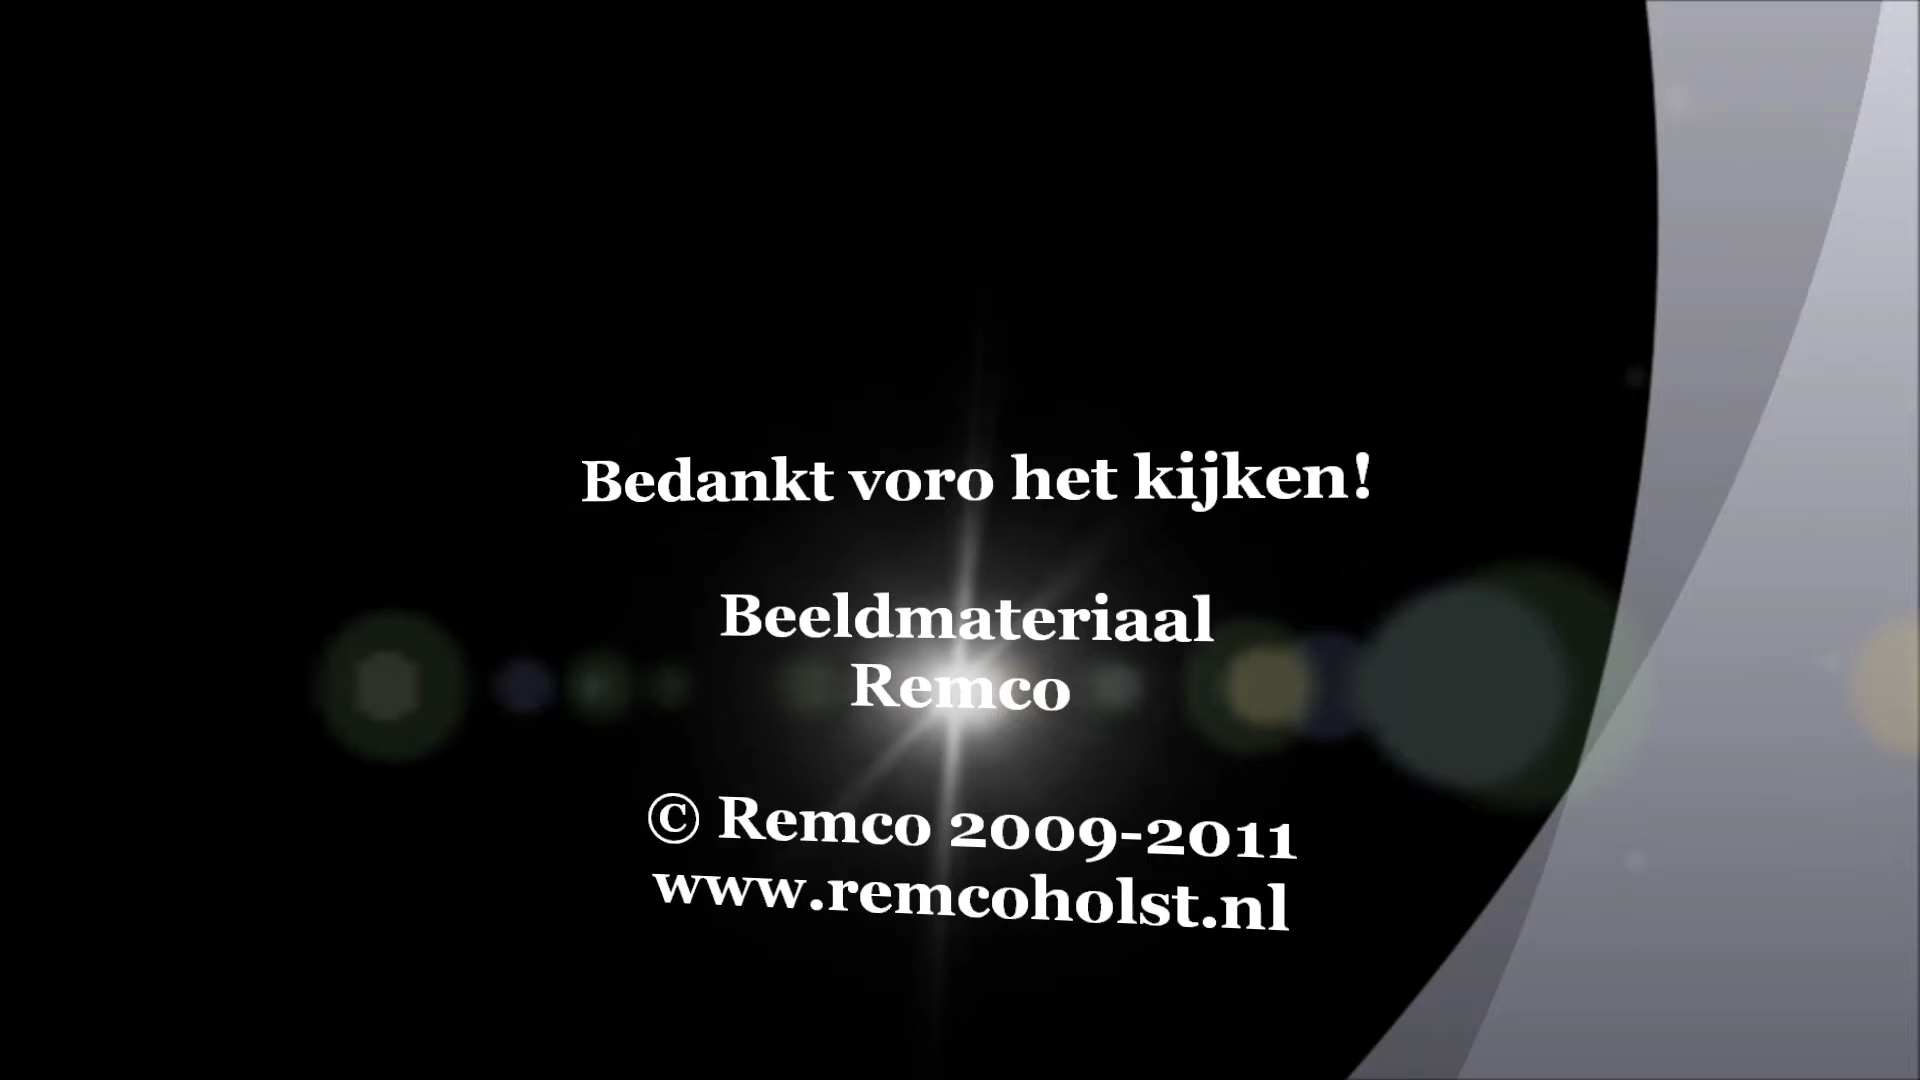 Bedankt voro het kijken!
Beeldmateriaal
Remco
© Remco 2009-2011
www.remcoholst.nl